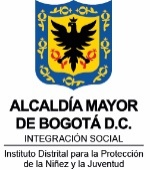 ALCALDÍA MAYOR
DE BOGOTÁ D.C.
INTEGRACIÓN SOCIAL
Instituto Distrital para la Protección
de la Niñez y la Juventud